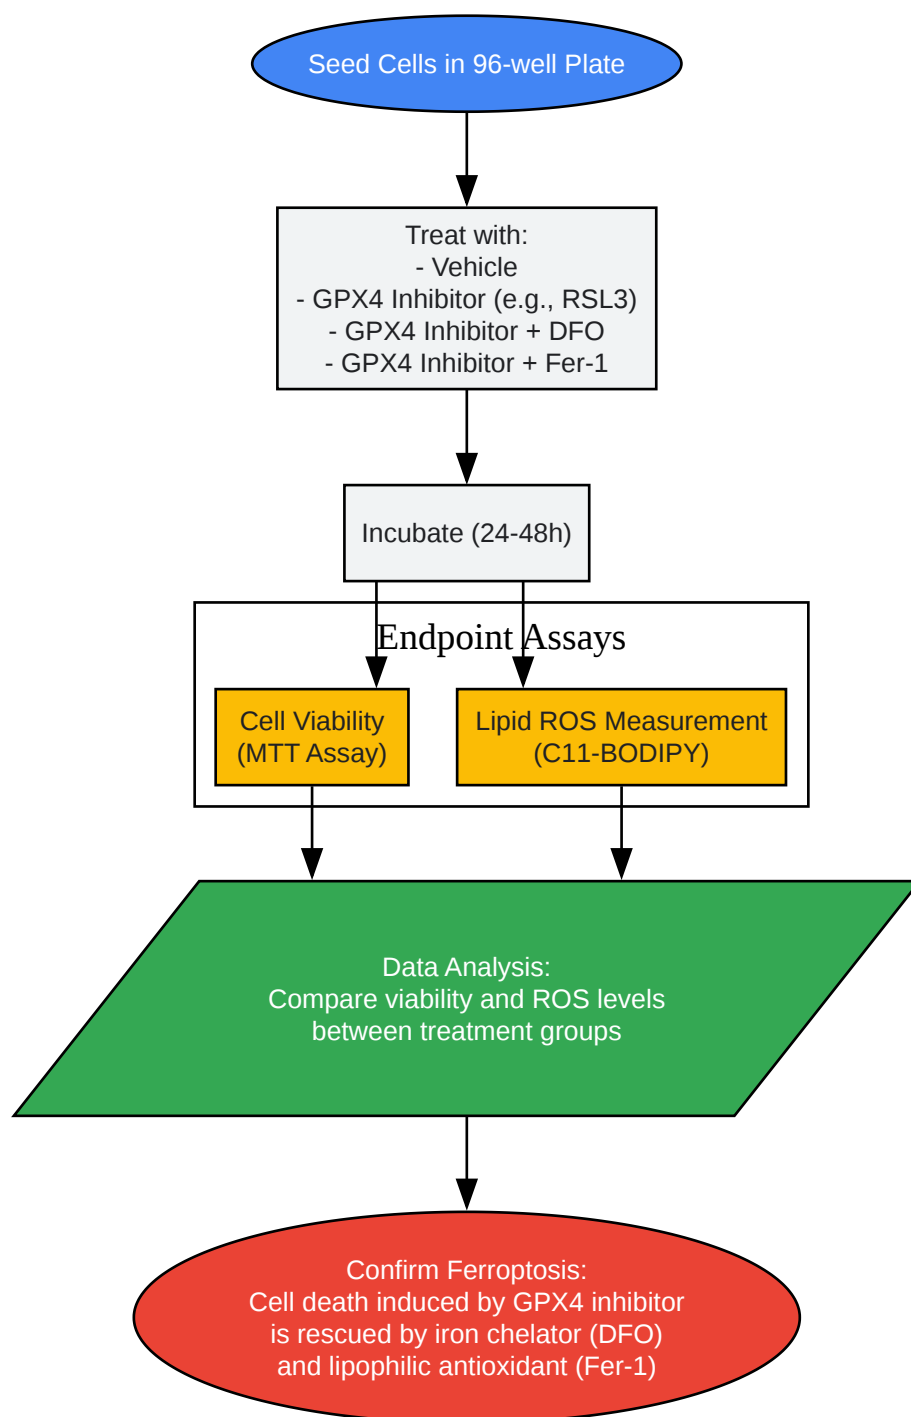 Seed Cells in 96-well Plate
Treat with:
- Vehicle
- GPX4 Inhibitor (e.g., RSL3)
- GPX4 Inhibitor + DFO
- GPX4 Inhibitor + Fer-1
Incubate (24-48h)
Endpoint Assays
Cell Viability
(MTT Assay)
Lipid ROS Measurement
(C11-BODIPY)
Data Analysis:
Compare viability and ROS levels
between treatment groups
Confirm Ferroptosis:
Cell death induced by GPX4 inhibitor
is rescued by iron chelator (DFO)
and lipophilic antioxidant (Fer-1)